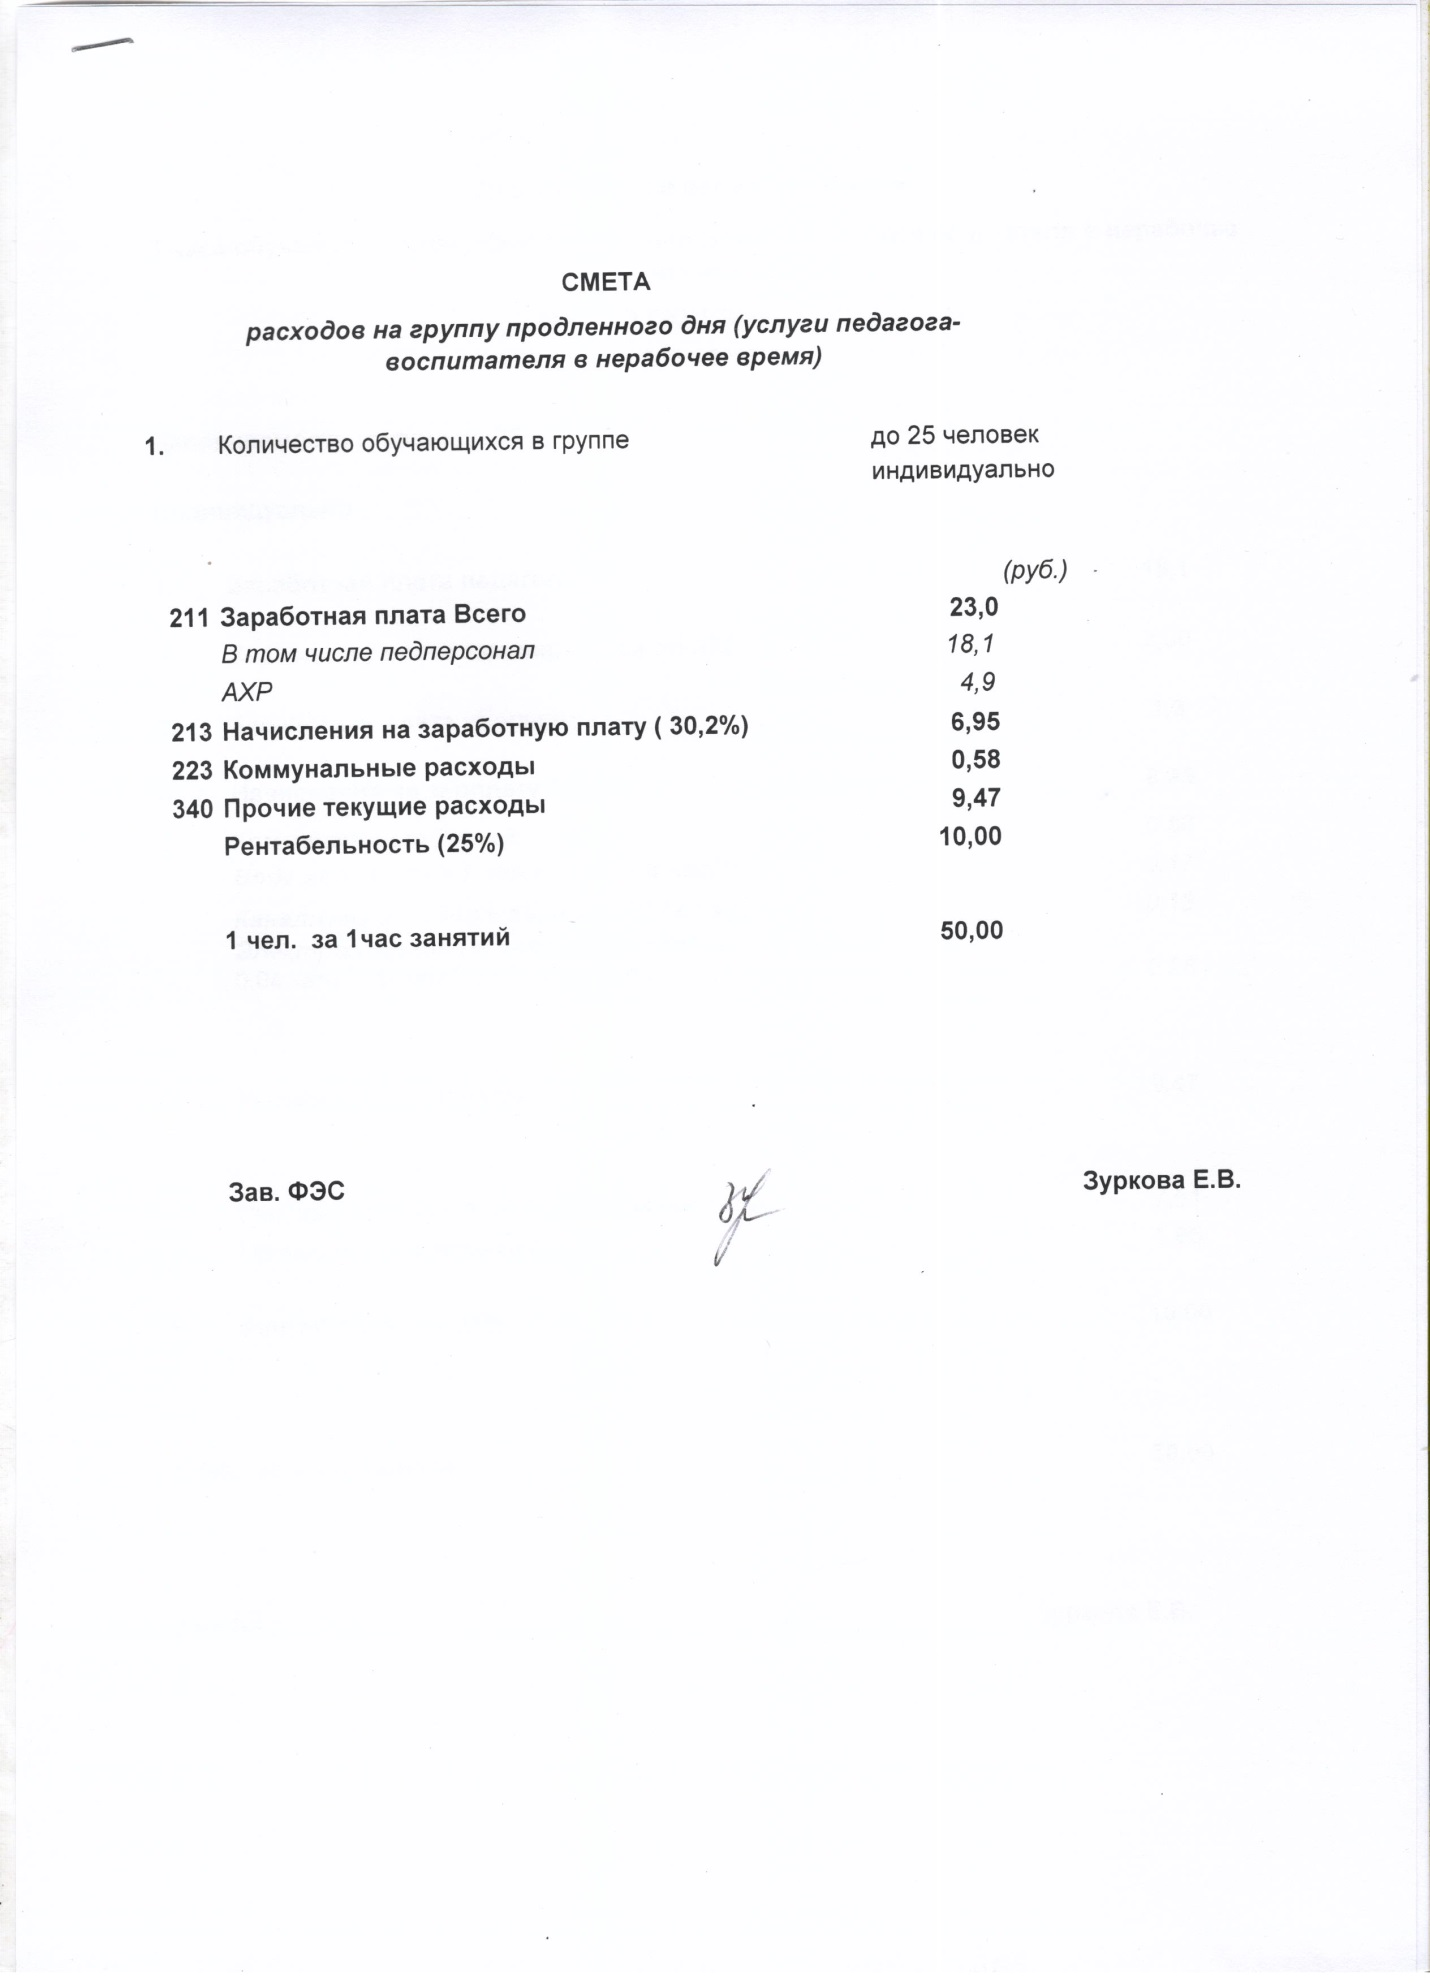 СМЕТА
расходов на группу продленного дня (услуги педагога-
воспитателя в нерабочее время)
1. Количество обучающихся в группе до 25 человек
индивидуально
(руб.)
211 Заработная плата Всего 23,0
В том числе педперсонал 18,1
АХР 4,9
213 Начисления на заработную плату ( 30,2%) 6,95
223 Коммунальные расходы 0,58
340 Прочие текущие расходы 9,47
Рентабельность (25%) 10,00
1 чел. за 1час занятий 50,00
Зав. ФЭС Зуркова Е.В.